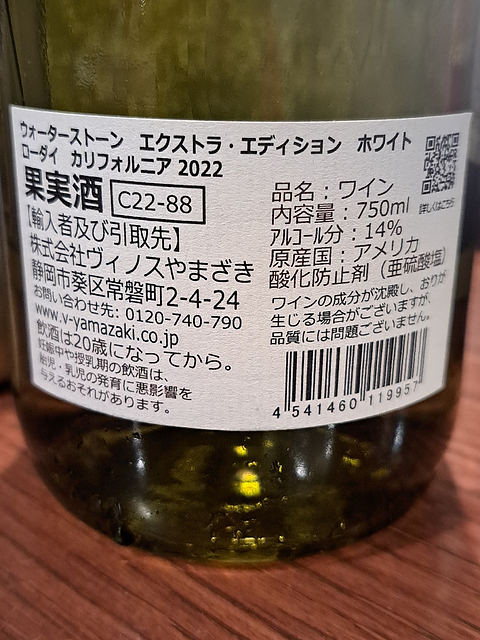 ウォーターストーン エクストラ・エディション ホワイト
ローダイ カリフォルニア 2022
果実酒 C22-88
【輸入者及び引取先】
株式会社ヴィノスやまざき
静岡市葵区常磐町2-4-24
お問い合わせ先: 0120-740-790
www.v-yamazaki.co.jp
飲酒は20歳になってから。
妊娠中や授乳期の飲酒は、
胎児・乳児の発育に悪影響を
与えるおそれがあります。
詳しくはこちら
品名：ワイン
内容量：750ml
アルコール分：14%
原産国：アメリカ
酸化防止剤（亜硫酸塩）
ワインの成分が沈殿し、おりが
生じる場合がございますが、
品質には問題ございません。
4 541460 119957